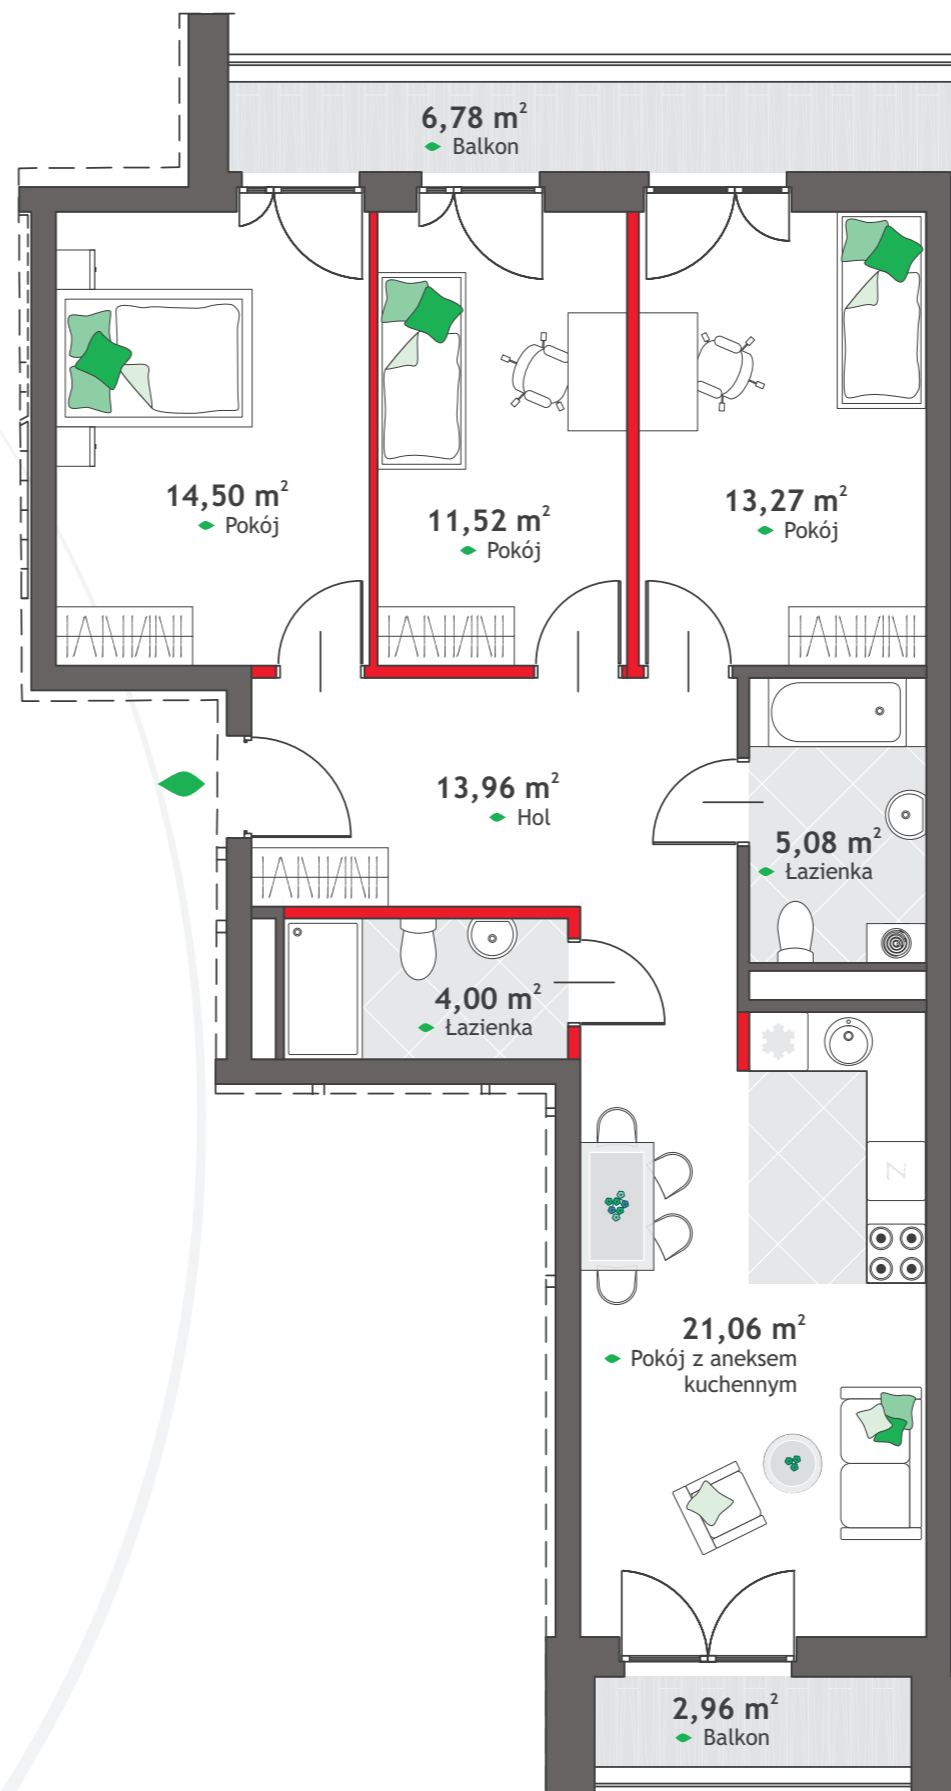 6,78 m²
Balkon
14,50 m²
Pokój
11,52 m²
Pokój
13,27 m²
Pokój
13,96 m²
Hol
5,08 m²
Łazienka
4,00 m²
Łazienka
Z
21,06 m²
Pokój z aneksem
kuchennym
2,96 m²
Balkon